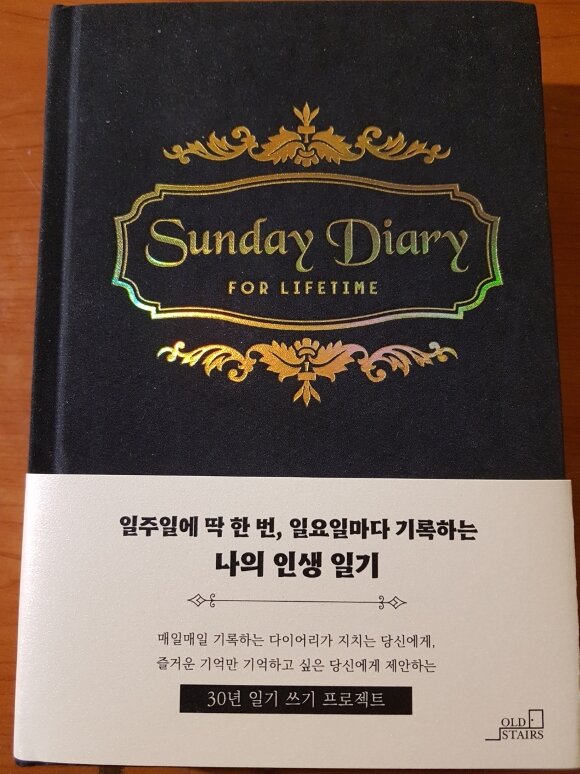 Sunday Diary
FOR LIFETIME
일주일에 딱 한 번, 일요일마다 기록하는
나의 인생 일기
매일매일 기록하는 다이어리가 지치는 당신에게,
즐거운 기억만 기억하고 싶은 당신에게 제안하는
30년 일기 쓰기 프로젝트
OLD
STAIRS